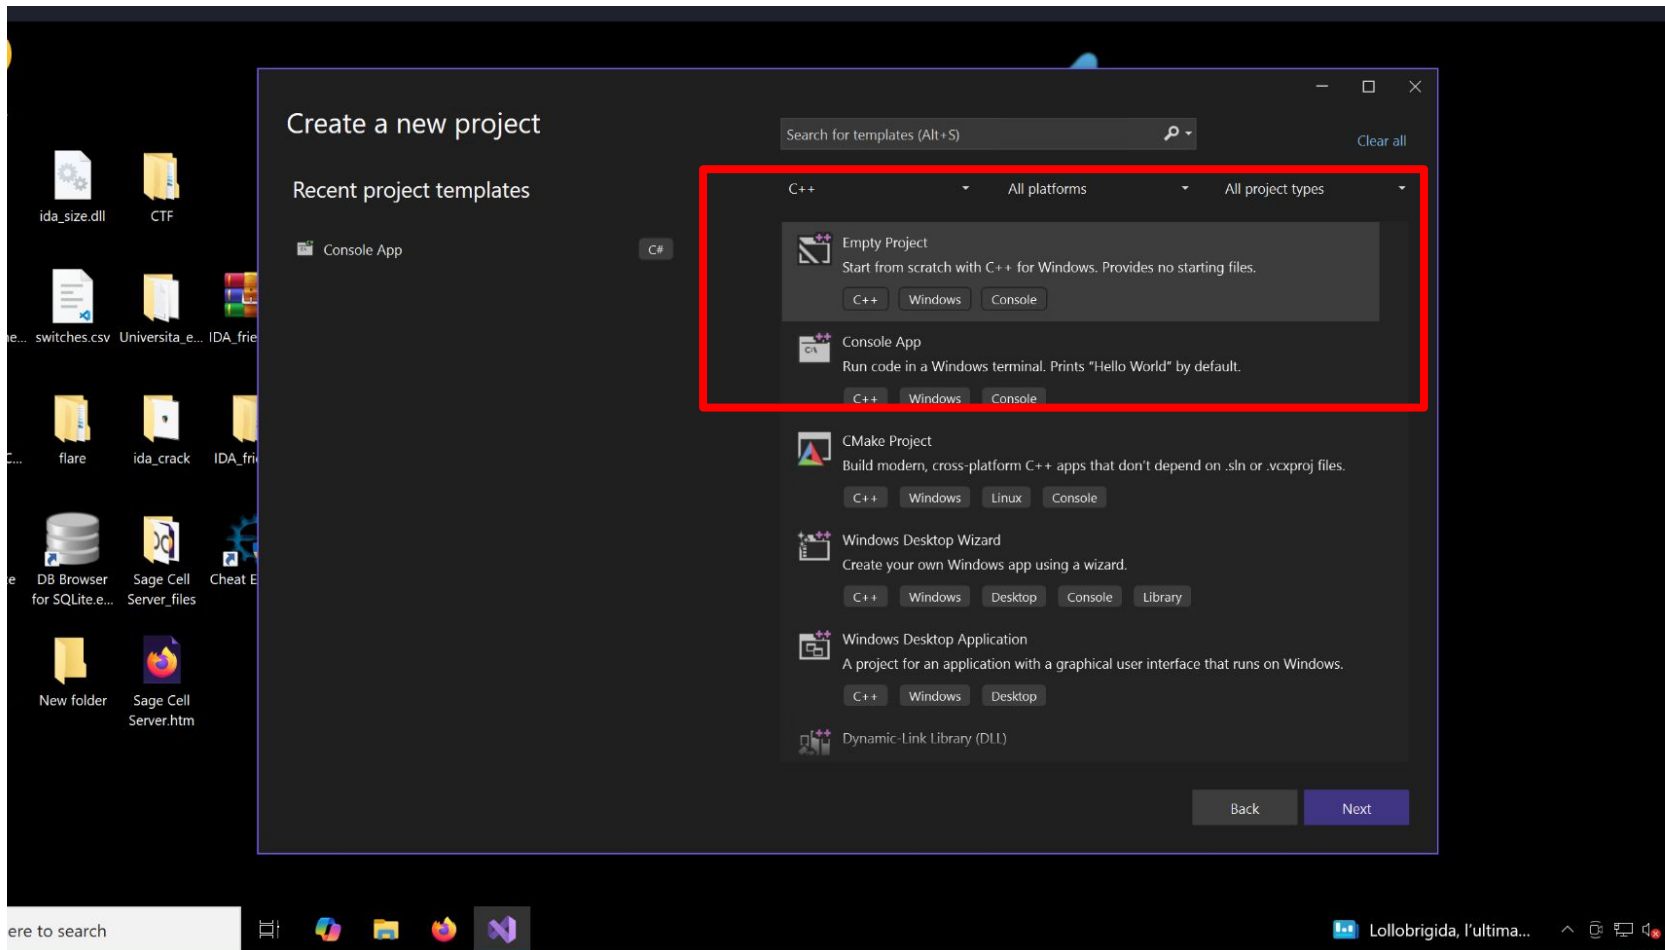 Create a new project
Search for templates (Alt+S)
Clear all
Recent project templates
C++
All platforms
All project types
Console App
C#
Empty Project
Start from scratch with C++ for Windows. Provides no starting files.
C++ Windows Console
Console App
Run code in a Windows terminal. Prints "Hello World" by default.
C++ Windows Console
CMake Project
Build modern, cross-platform C++ apps that don't depend on .sln or .vcxproj files.
C++ Windows Linux Console
Windows Desktop Wizard
Create your own Windows app using a wizard.
C++ Windows Desktop Console Library
Windows Desktop Application
A project for an application with a graphical user interface that runs on Windows.
C++ Windows Desktop
Dynamic-Link Library (DLL)
Back
Next
ida_size.dll
CTF
switches.csv
Universita_e...
IDA_frie
flare
ida_crack
IDA_fri
DB Browser
for SQLite.e...
Sage Cell
Server_files
Cheat E
New folder
Sage Cell
Server.htm
ere to search
Lollobrigida, l'ultima...